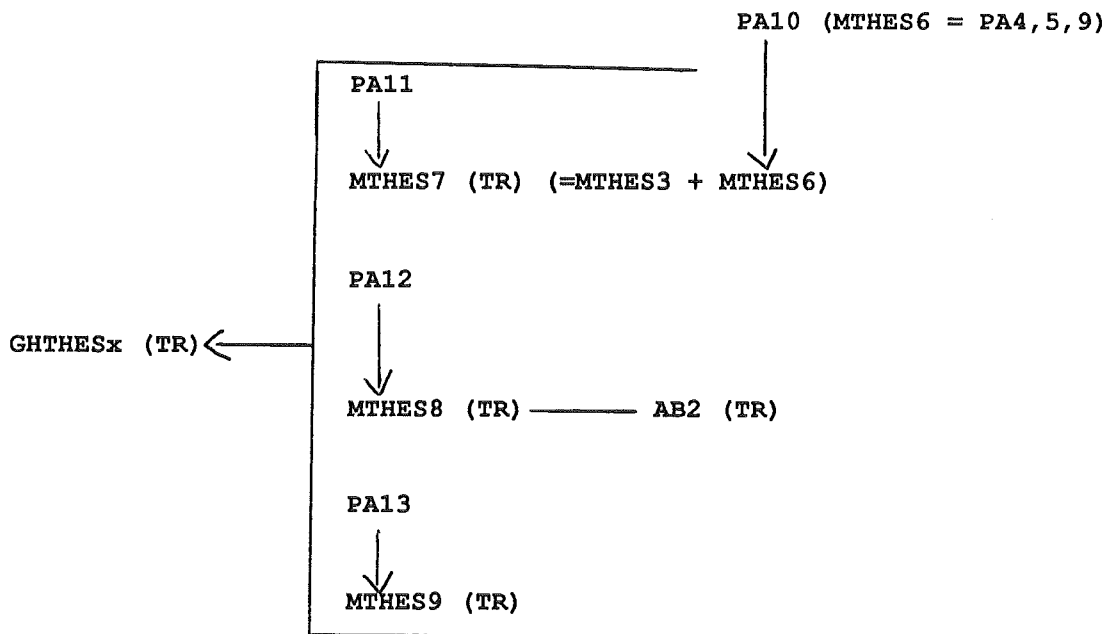 PA10 (MTHES6 = PA4,5,9)
PA11
MTHES7 (TR) (=MTHES3 + MTHES6)
PA12
GHTHESx (TR)
MTHES8 (TR) AB2 (TR)
PA13
MTHES9 (TR)